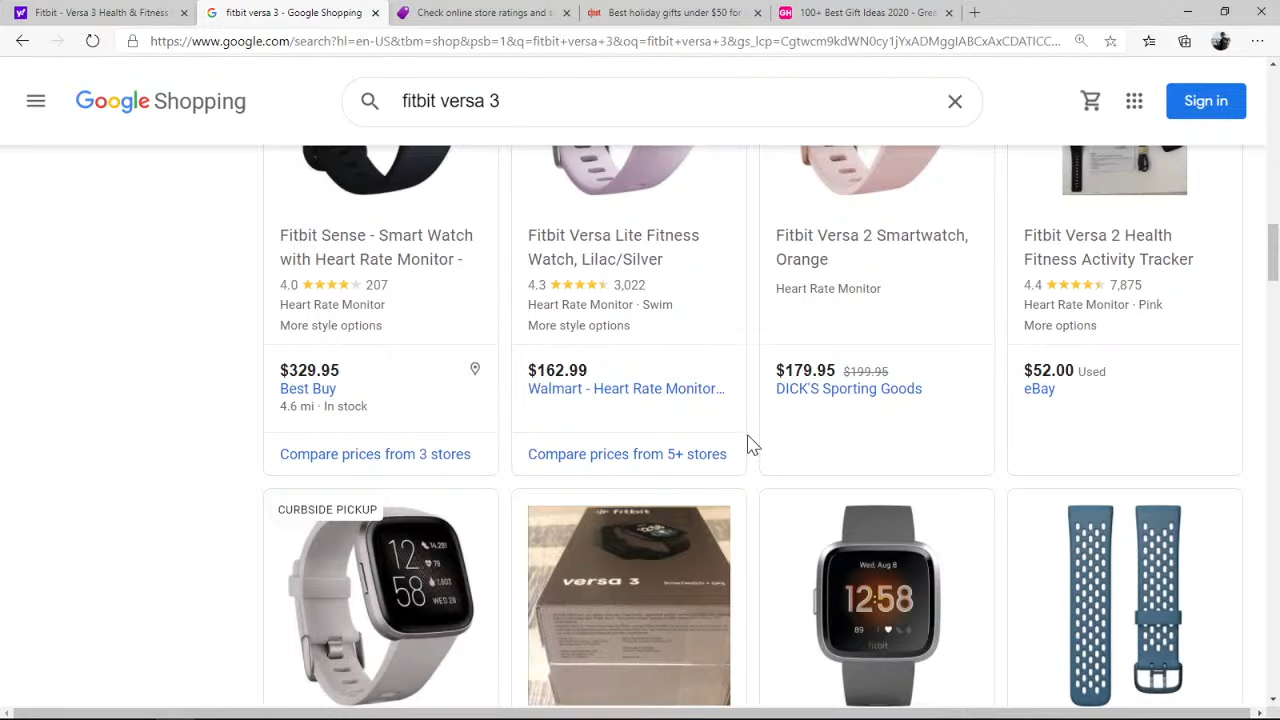 Fitbit - Versa 3 Health & Fitness
fitbit versa 3 - Google Shopping
Check online store ratings and s
Best holiday gifts under $50 for
100+ Best Gift Ideas 2020 - Grea
https://www.google.com/search?hl=en-US&tbm=shop&psb=1&q=fitbit+versa+3&oq=fitbit+versa+3&gs_lcp=Cgtwcm9kdWN0cy1jYxADMggIABCxAxCDATICC...
Google Shopping
fitbit versa 3
Sign in
Fitbit Sense - Smart Watch
with Heart Rate Monitor -
4.0 207
Heart Rate Monitor
More style options
$329.95
Best Buy
4.6 mi · In stock
Compare prices from 3 stores
Fitbit Versa Lite Fitness
Watch, Lilac/Silver
4.3 3,022
Heart Rate Monitor · Swim
More style options
$162.99
Walmart - Heart Rate Monitor...
Compare prices from 5+ stores
Fitbit Versa 2 Smartwatch,
Orange
Heart Rate Monitor
$179.95 $199.95
DICK'S Sporting Goods
Fitbit Versa 2 Health
Fitness Activity Tracker
4.4 7,875
Heart Rate Monitor · Pink
More options
$52.00 Used
eBay
CURBSIDE PICKUP
12
58
fitbit
versa 3
Wed, Aug 8
12:58
89
fitbit